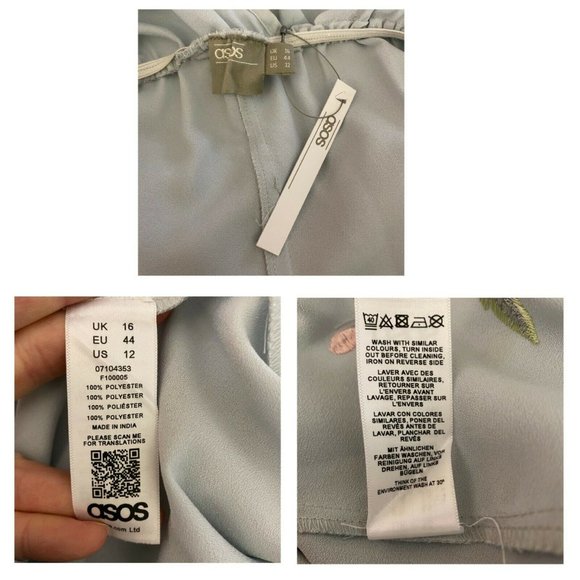 asos
UK 16
EU 44
US 12
asos
UK 16
EU 44
US 12
07104353
F100005
100% POLYESTER
100% POLYESTER
100% POLIÉSTER
100% POLYESTER
MADE IN INDIA
PLEASE SCAN ME
FOR TRANSLATIONS
asos
.com Ltd
40
WASH WITH SIMILAR
COLOURS, TURN INSIDE
OUT BEFORE CLEANING,
IRON ON REVERSE SIDE
LAVER AVEC DES
COULEURS SIMILAIRES,
RETOURNER SUR
L'ENVERS AVANT
LAVAGE, REPASSER SUR
L'ENVERS
LAVAR CON COLORES
SIMILARES, PONER DEL
REVÉS ANTES DE
LAVAR, PLANCHAR DEL
REVÉS
MIT ÄHNLICHEN
FARBEN WASCHEN, VOR
REINIGUNG AUF LINKS
DREHEN, AUF LINKS
BÜGELN
THINK OF THE
ENVIRONMENT WASH AT 30°